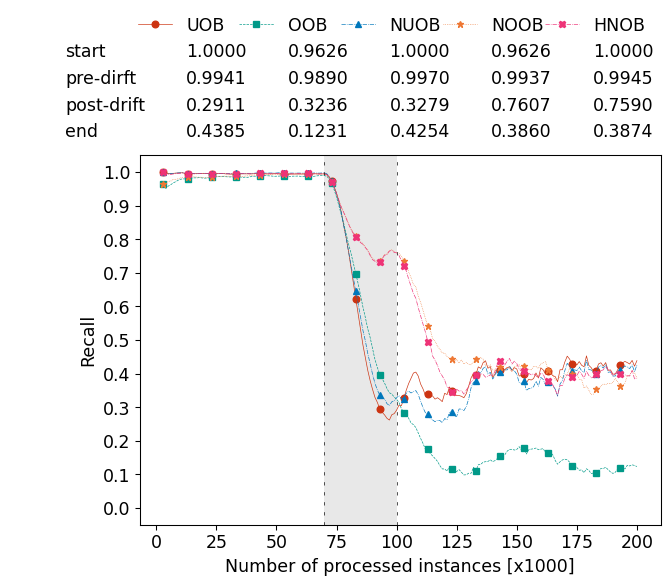 UOB OOB NUOB NOOB HNOB
start 1.0000 0.9626 1.0000 0.9626 1.0000
pre-dirft 0.9941 0.9890 0.9970 0.9937 0.9945
post-drift 0.2911 0.3236 0.3279 0.7607 0.7590
end 0.4385 0.1231 0.4254 0.3860 0.3874
1.0
0.9
0.8
0.7
0.6
0.5
0.4
0.3
0.2
0.1
0.0
Recall
0 25 50 75 100 125 150 175 200
Number of processed instances [x1000]